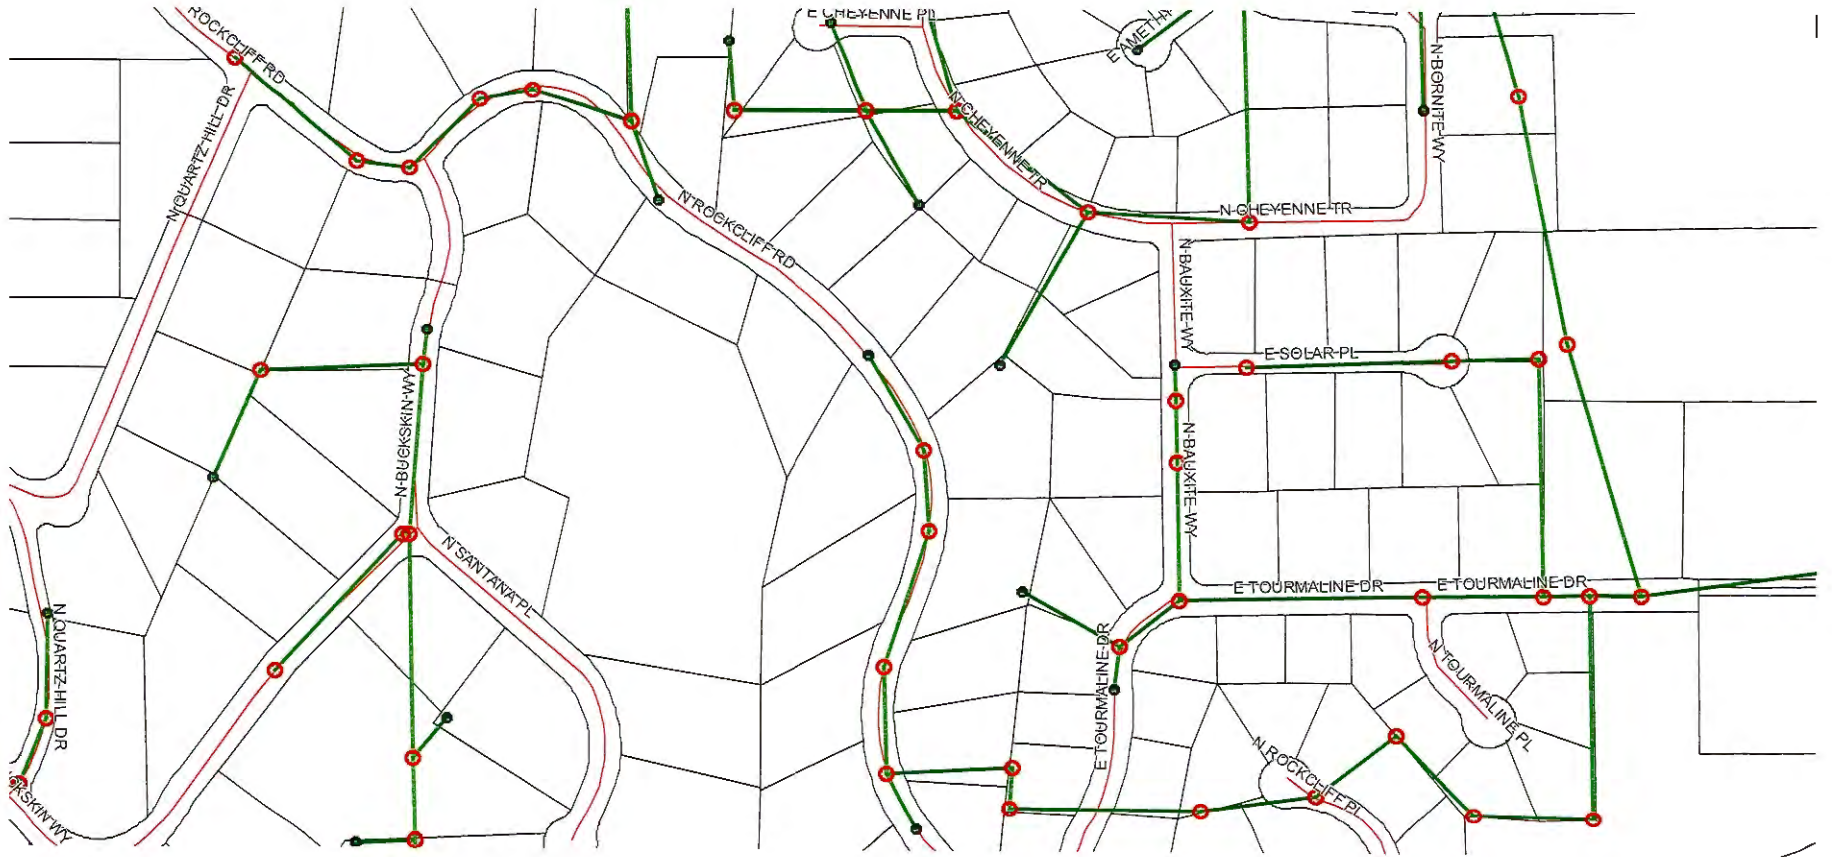 E CHEYENNE PL
ROCKCLIFF RD
E AMETHY
N BORNITE WY
N QUARTZ HILL DR
N CHEYENNE TR
N ROCKCLIFF RD
N CHEYENNE TR
N BAUXITE WY
E SOLAR PL
N BUCKSKIN WY
N BAUXITE WY
N SANTANA PL
E TOURMALINE DR
E TOURMALINE DR
N QUARTZ HILL DR
E TOURMALINE DR
N TOURMALINE PL
N ROCKCLIFF PL
KSKIN WY